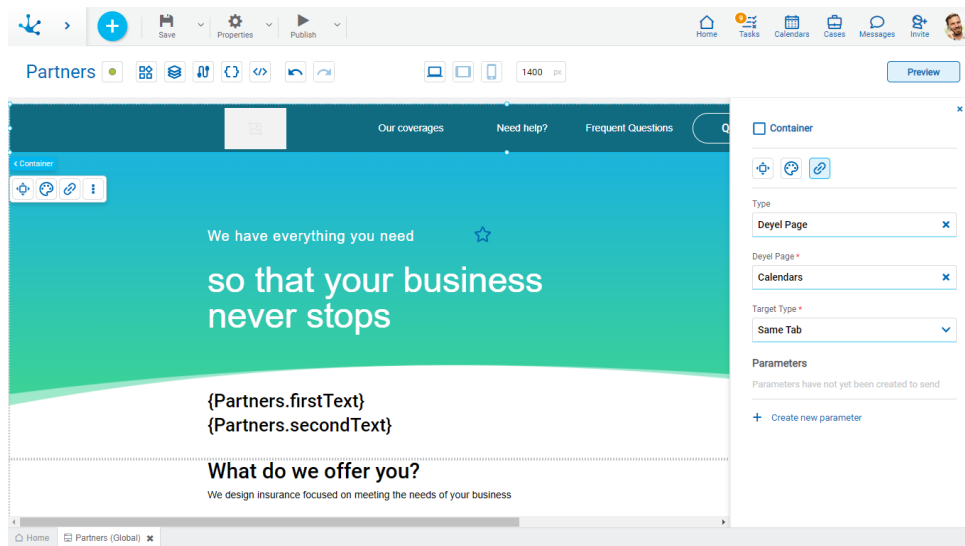 Save
Properties
Publish
Home
9
Tasks
Calendars
Cases
Messages
Invite
Partners
1400 px
Preview
Our coverages
Need help?
Frequent Questions
Q
Container
< Container
We have everything you need
so that your business
never stops
{Partners.firstText}
{Partners.secondText}
What do we offer you?
We design insurance focused on meeting the needs of your business
Type
Deyel Page
Deyel Page *
Calendars
Target Type *
Same Tab
Parameters
Parameters have not yet been created to send
+ Create new parameter
Home
Partners (Global)